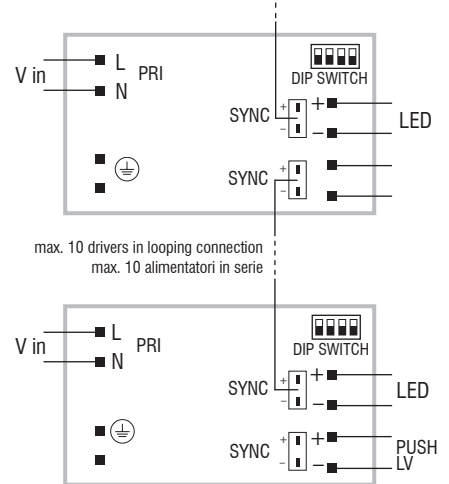 L
PRI
V in
N
DIP SWITCH
SYNC
+
-
+
–
LED
SYNC
+
-
max. 10 drivers in looping connection
max. 10 alimentatori in serie
L
PRI
V in
N
DIP SWITCH
SYNC
+
-
+
–
LED
SYNC
+
-
+
–
PUSH
LV